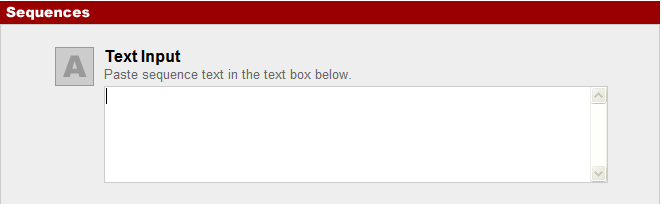 Sequences
A
Text Input
Paste sequence text in the text box below.